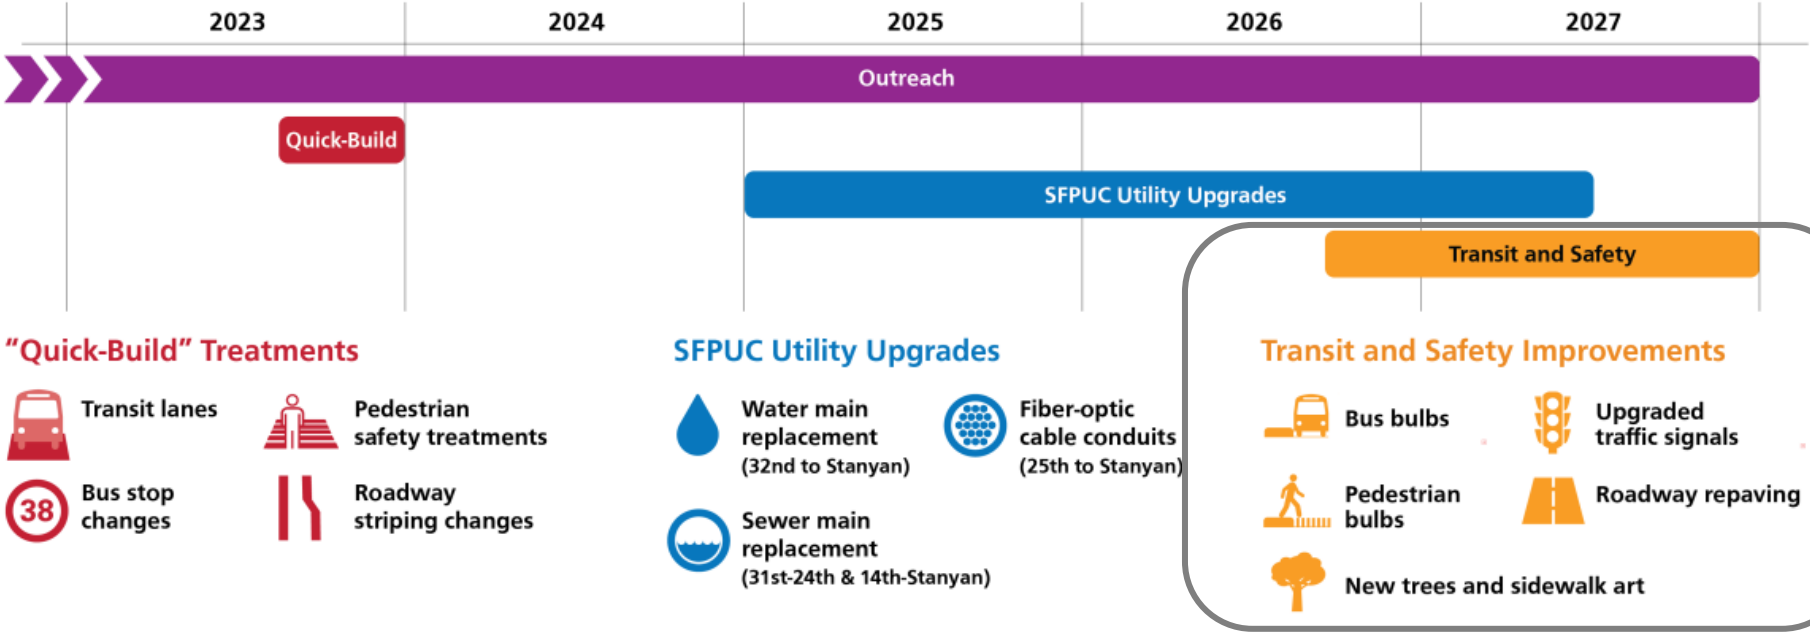 2023 2024 2025 2026 2027
Outreach
Quick-Build
SFPUC Utility Upgrades
Transit and Safety
“Quick-Build” Treatments
Transit lanes
Pedestrian
safety treatments
38
Bus stop
changes
Roadway
striping changes
SFPUC Utility Upgrades
Water main
replacement
(32nd to Stanyan)
Fiber-optic
cable conduits
(25th to Stanyan)
Sewer main
replacement
(31st-24th & 14th-Stanyan)
Transit and Safety Improvements
Bus bulbs
Upgraded
traffic signals
Pedestrian
bulbs
Roadway repaving
New trees and sidewalk art